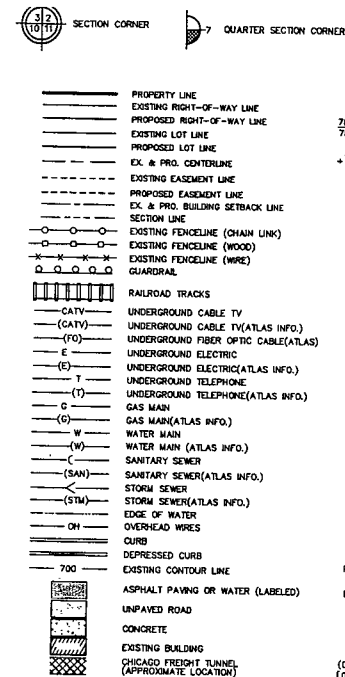 3 2
10 11
SECTION CORNER
7 QUARTER SECTION CORNER
PROPERTY LINE
EXISTING RIGHT-OF-WAY LINE
PROPOSED RIGHT-OF-WAY LINE
EXISTING LOT LINE
PROPOSED LOT LINE
EX. & PRO. CENTERLINE
EXISTING EASEMENT LINE
PROPOSED EASEMENT LINE
EX. & PRO. BUILDING SETBACK LINE
SECTION LINE
EXISTING FENCELINE (CHAIN LINK)
EXISTING FENCELINE (WOOD)
EXISTING FENCELINE (WIRE)
GUARDRAIL
RAILROAD TRACKS
CATV UNDERGROUND CABLE TV
(CATV) UNDERGROUND CABLE TV(ATLAS INFO.)
(FO) UNDERGROUND FIBER OPTIC CABLE(ATLAS)
E UNDERGROUND ELECTRIC
(E) UNDERGROUND ELECTRIC(ATLAS INFO.)
T UNDERGROUND TELEPHONE
(T) UNDERGROUND TELEPHONE(ATLAS INFO.)
G GAS MAIN
(G) GAS MAIN(ATLAS INFO.)
W WATER MAIN
(W) WATER MAIN (ATLAS INFO.)
SANITARY SEWER
(SAN) SANITARY SEWER(ATLAS INFO.)
STORM SEWER
(STM) STORM SEWER(ATLAS INFO.)
EDGE OF WATER
OH OVERHEAD WIRES
CURB
DEPRESSED CURB
700 EXISTING CONTOUR LINE
ASPHALT PAVING OR WATER (LABELED)
UNPAVED ROAD
CONCRETE
EXISTING BUILDING
CHICAGO FREIGHT TUNNEL
(APPROXIMATE LOCATION)